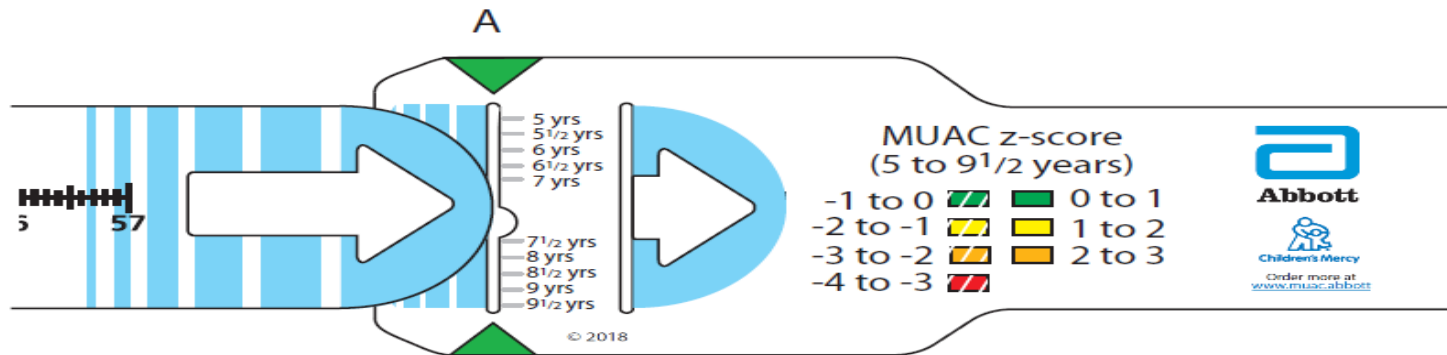 A
5 yrs
5 1/2 yrs
6 yrs
6 1/2 yrs
7 yrs
7 1/2 yrs
8 yrs
8 1/2 yrs
9 yrs
9 1/2 yrs
© 2018
57
MUAC z-score
(5 to 9 1/2 years)
-1 to 0 0 to 1
-2 to -1 1 to 2
-3 to -2 2 to 3
-4 to -3
Abbott
Children's Mercy
Order more at
www.muac.abbott